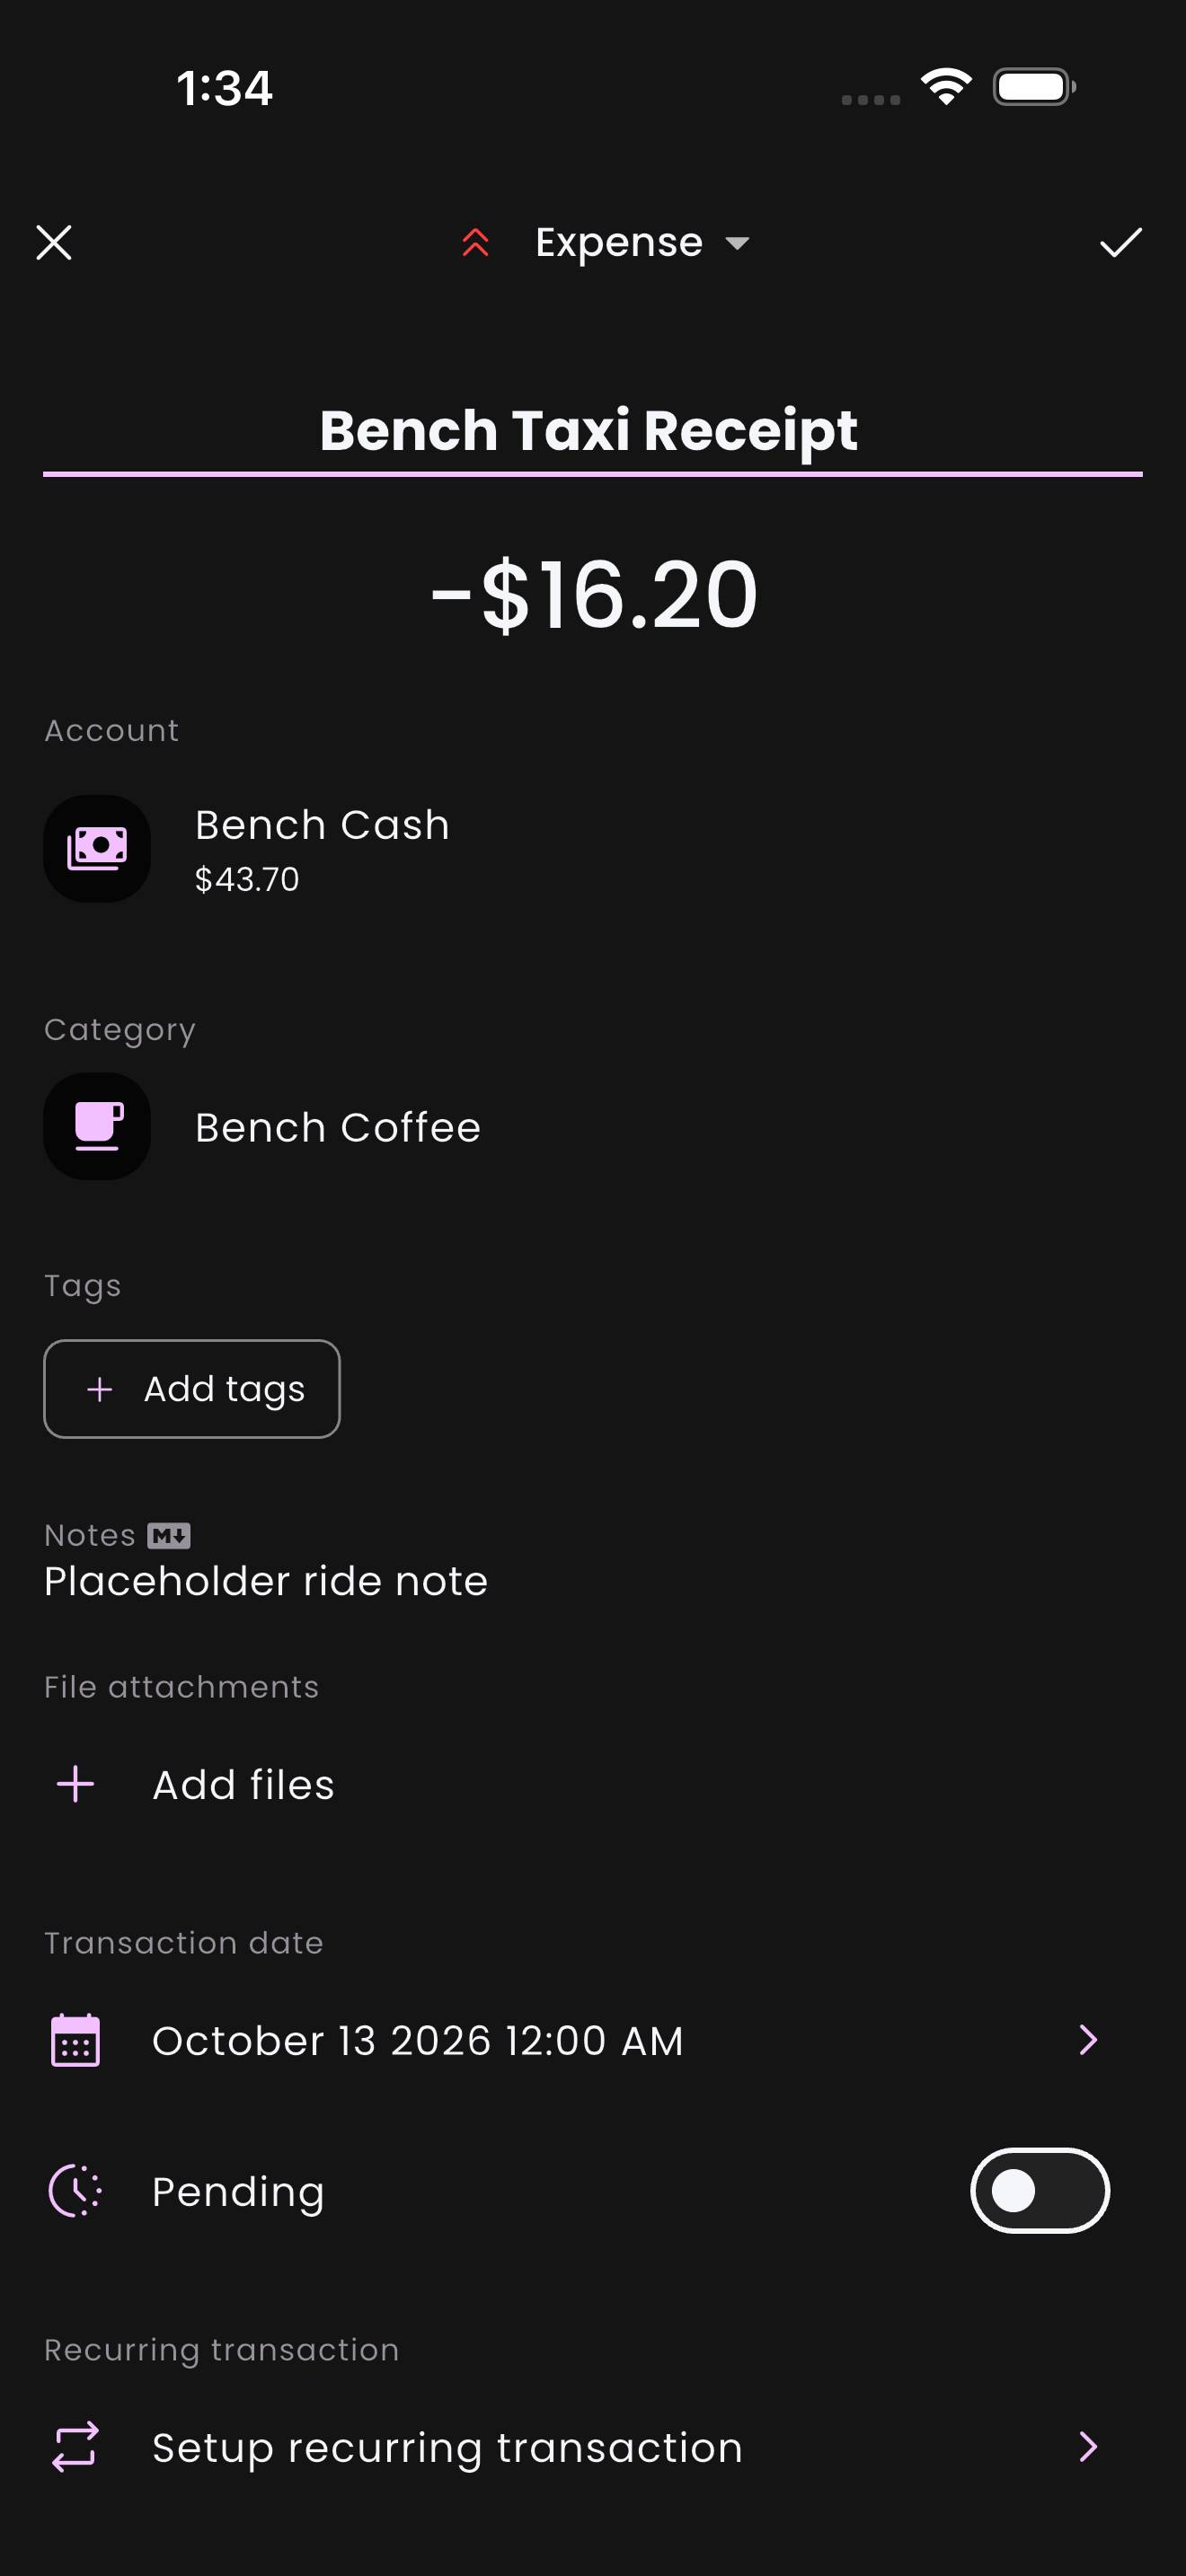 1:34
Expense
Bench Taxi Receipt
-$16.20
Account
Bench Cash
$43.70
Category
Bench Coffee
Tags
Add tags
Notes M↓
Placeholder ride note
File attachments
Add files
Transaction date
October 13 2026 12:00 AM
Pending
Recurring transaction
Setup recurring transaction